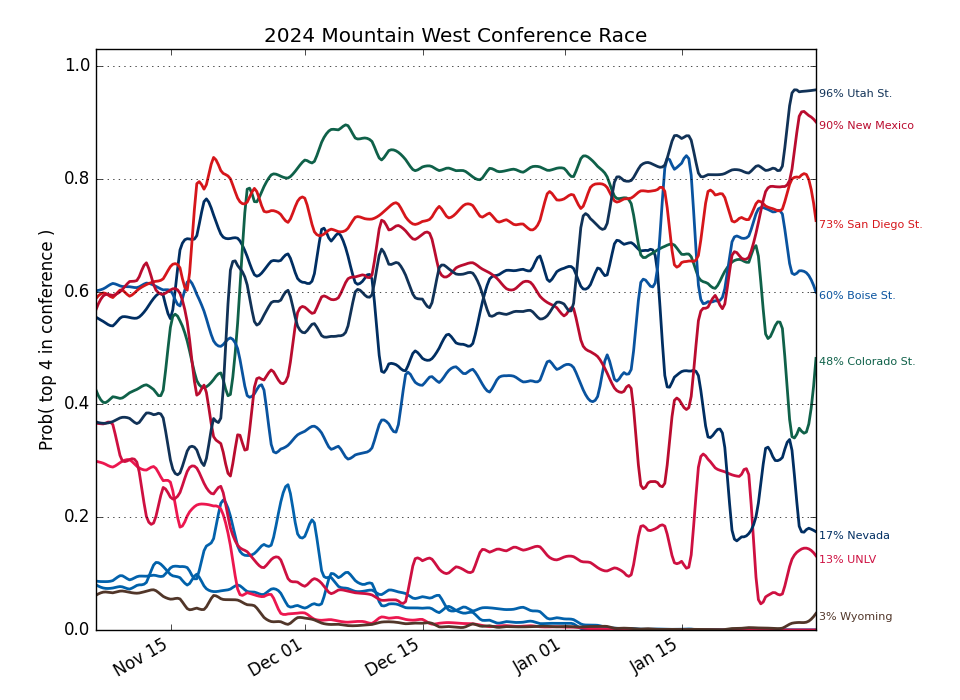 2024 Mountain West Conference Race
Prob( top 4 in conference )
1.0
0.8
0.6
0.4
0.2
0.0
Nov 15
Dec 01
Dec 15
Jan 01
Jan 15
96% Utah St.
90% New Mexico
73% San Diego St.
60% Boise St.
48% Colorado St.
17% Nevada
13% UNLV
3% Wyoming